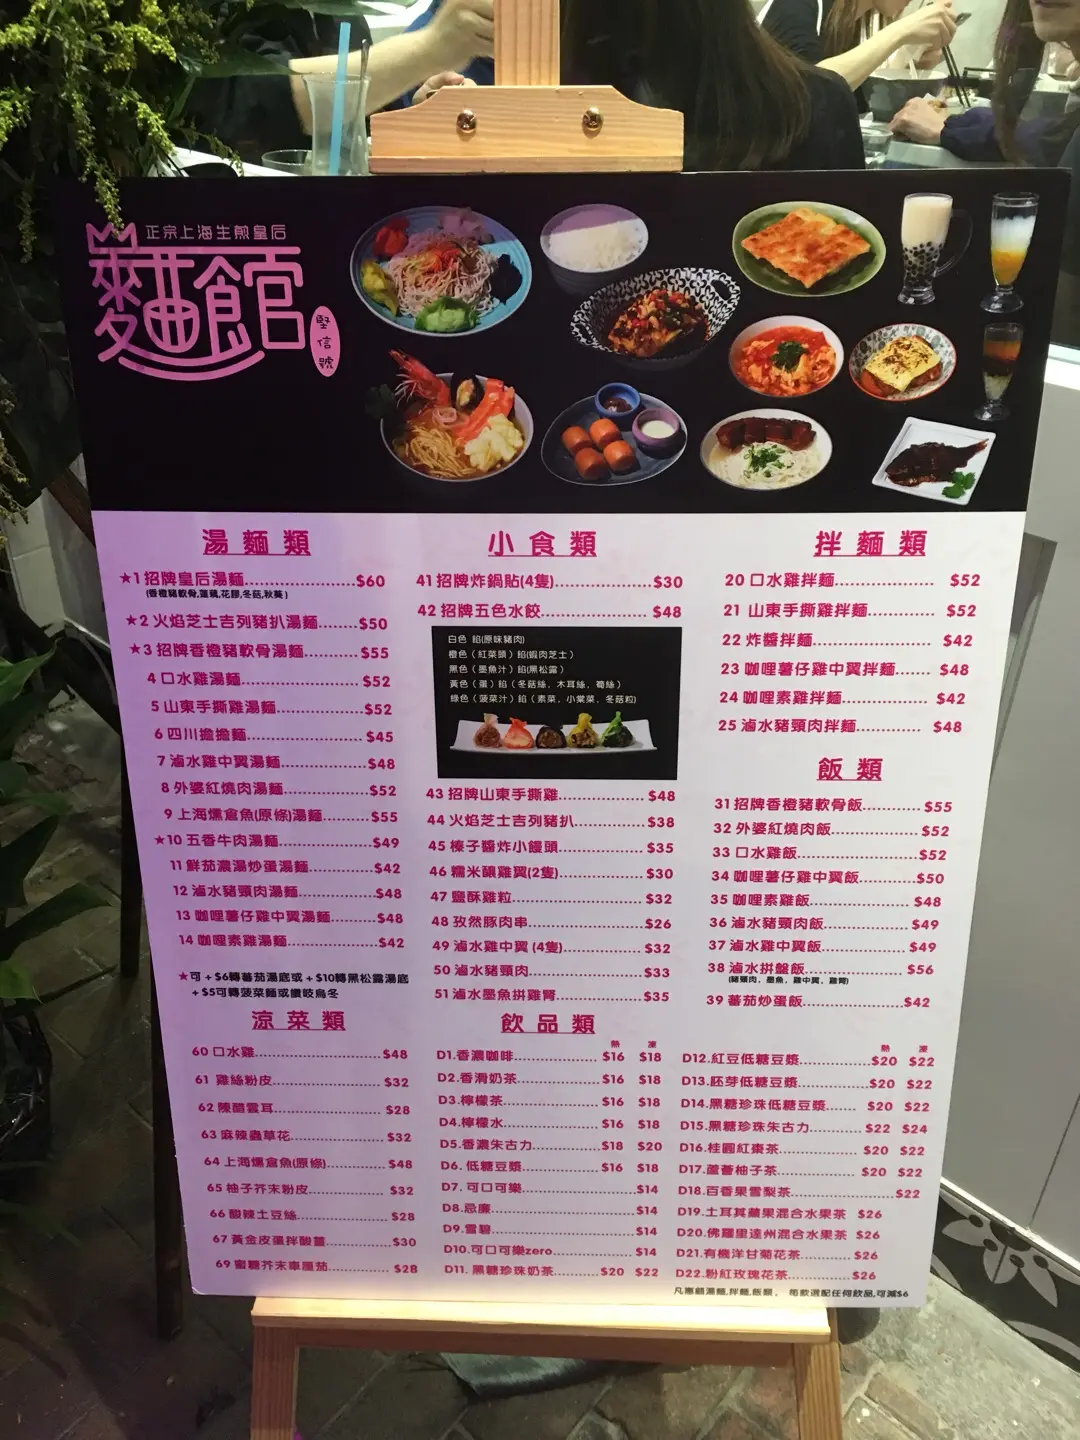 正宗上海生煎皇后
麵館
堅信號
湯麵類
★1招牌皇后湯麵....................$60
(香橙豬軟骨,蓮藕,花膠,冬菇,秋葵)
★2 火焰芝士吉列豬扒湯麵.......$50
★3 招牌香橙豬軟骨湯麵...........$55
4 口水雞湯麵.......................$52
5 山東手撕雞湯麵.................$52
6 四川擔擔麵.......................$45
7 滷水雞中翼湯麵.................$48
8 外婆紅燒肉湯麵.................$52
9 上海燻倉魚(原條)湯麵.........$55
★10 五香牛肉湯麵..................$49
11 鮮茄濃湯炒蛋湯麵.............$42
12 滷水豬頸肉湯麵................$48
13 咖哩薯仔雞中翼湯麵..........$48
14 咖哩素雞湯麵...................$42
★可 + $6轉蕃茄湯底或 + $10轉黑松露湯底
+ $5可轉菠菜麵或讚岐烏冬
涼菜類
60 口水雞.............................$48
61 雞絲粉皮.........................$32
62 陳醋雲耳.........................$28
63 麻辣蟲草花......................$32
64 上海燻倉魚(原條)..............$48
65 柚子芥末粉皮...................$32
66 酸辣土豆絲......................$28
67 黃金皮蛋拌酸薑................$30
69 蜜糖芥末車厘茄................$28
小食類
41 招牌炸鍋貼(4隻)..................$30
42 招牌五色水餃.....................$48
白色 餡(原味豬肉)
橙色（紅菜頭）餡(蝦肉芝士)
黑色（墨魚汁）餡(黑松露)
黃色（蛋）餡（冬菇絲、木耳絲、筍絲）
綠色（菠菜汁）餡（素菜、小棠菜、冬菇粒)
43 招牌山東手撕雞..................$48
44 火焰芝士吉列豬扒...............$38
45 榛子醬炸小饅頭..................$35
46 糯米釀雞翼(2隻)..................$30
47 鹽酥雞粒...........................$32
48 孜然豚肉串........................$26
49 滷水雞中翼 (4隻)................$32
50 滷水豬頸肉........................$33
51 滷水墨魚拼雞腎..................$35
飲品類
熱 凍
D1.香濃咖啡.................$16 $18
D2.香滑奶茶.................$16 $18
D3.檸檬茶....................$16 $18
D4.檸檬水....................$16 $18
D5.香濃朱古力..............$18 $20
D6. 低糖豆漿................$16 $18
D7. 可口可樂............................$14
D8.忌廉..................................$14
D9.雪碧..................................$14
D10.可口可樂zero....................$14
D11. 黑糖珍珠奶茶..........$20 $22
拌麵類
20 口水雞拌麵....................$52
21 山東手撕雞拌麵.............$52
22 炸醬拌麵.......................$42
23 咖哩薯仔雞中翼拌麵.......$48
24 咖哩素雞拌麵................$42
25 滷水豬頸肉拌麵.............$48
飯類
31 招牌香橙豬軟骨飯...........$55
32 外婆紅燒肉飯.................$52
33 口水雞飯.......................$52
34 咖哩薯仔雞中翼飯...........$50
35 咖哩素雞飯....................$48
36 滷水豬頸肉飯.................$49
37 滷水雞中翼飯.................$49
38 滷水拼盤飯....................$56
(豬頸肉、墨魚、雞中翼、雞腎)
39 蕃茄炒蛋飯....................$42
熱 凍
D12.紅豆低糖豆漿..............$20 $22
D13.胚芽低糖豆漿..............$20 $22
D14.黑糖珍珠低糖豆漿.......$20 $22
D15.黑糖珍珠朱古力...........$22 $24
D16.桂圓紅棗茶.................$20 $22
D17.蘆薈柚子茶.................$20 $22
D18.百香果雪梨茶.....................$22
D19.土耳其蘋果混合水果茶 $26
D20.佛羅里達州混合水果茶 $26
D21.有機洋甘菊花茶...........$26
D22.粉紅玫瑰花茶..............$26
凡惠顧湯麵,拌麵,飯類，每款選配任何飲品,可減$6